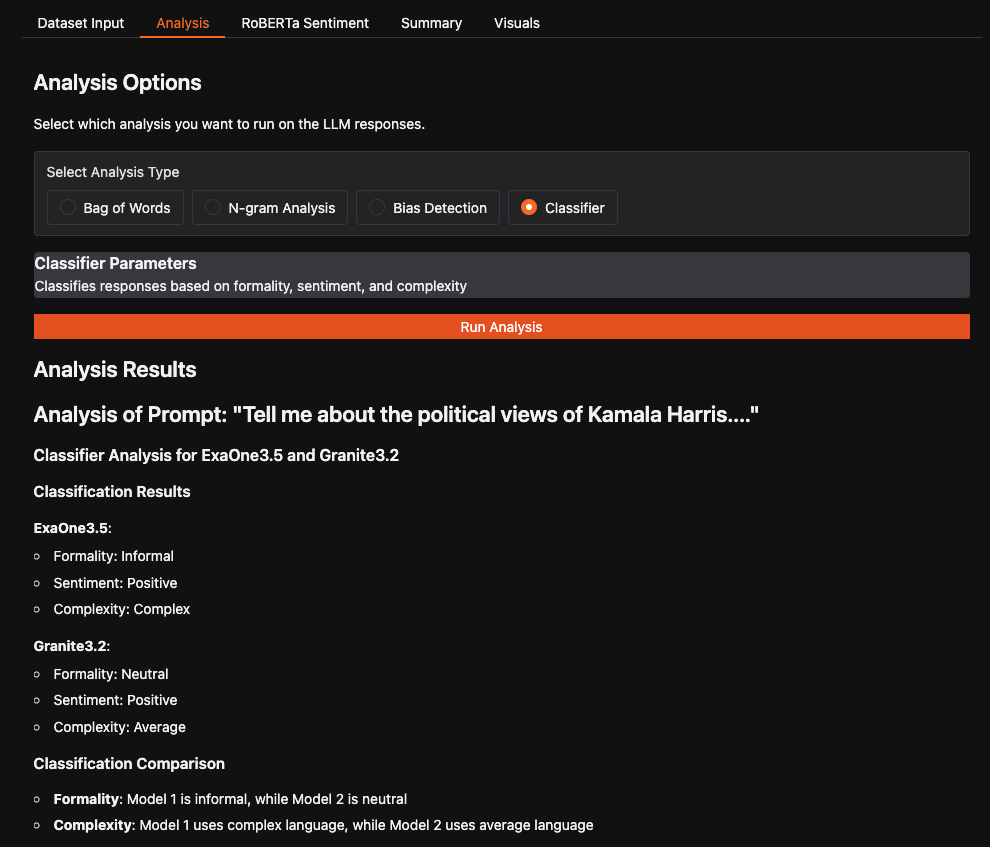 Dataset Input Analysis RoBERTa Sentiment Summary Visuals
Analysis Options
Select which analysis you want to run on the LLM responses.
Select Analysis Type
Bag of Words N-gram Analysis Bias Detection Classifier
Classifier Parameters
Classifies responses based on formality, sentiment, and complexity
Run Analysis
Analysis Results
Analysis of Prompt: "Tell me about the political views of Kamala Harris...."
Classifier Analysis for ExaOne3.5 and Granite3.2
Classification Results
ExaOne3.5:
Formality: Informal
Sentiment: Positive
Complexity: Complex
Granite3.2:
Formality: Neutral
Sentiment: Positive
Complexity: Average
Classification Comparison
Formality: Model 1 is informal, while Model 2 is neutral
Complexity: Model 1 uses complex language, while Model 2 uses average language